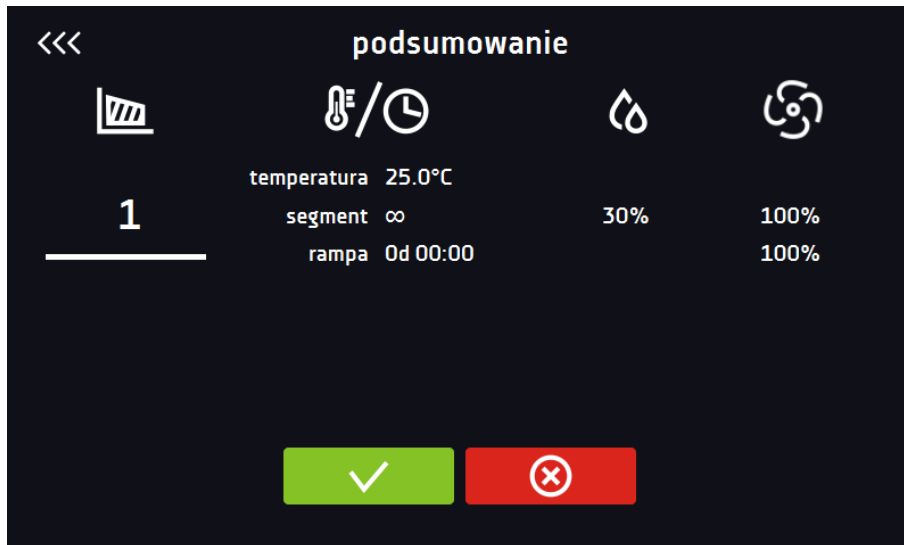 <<< podsumowanie
temperatura 25.0°C
1 segment ∞ 30% 100%
rampa 0d 00:00 100%